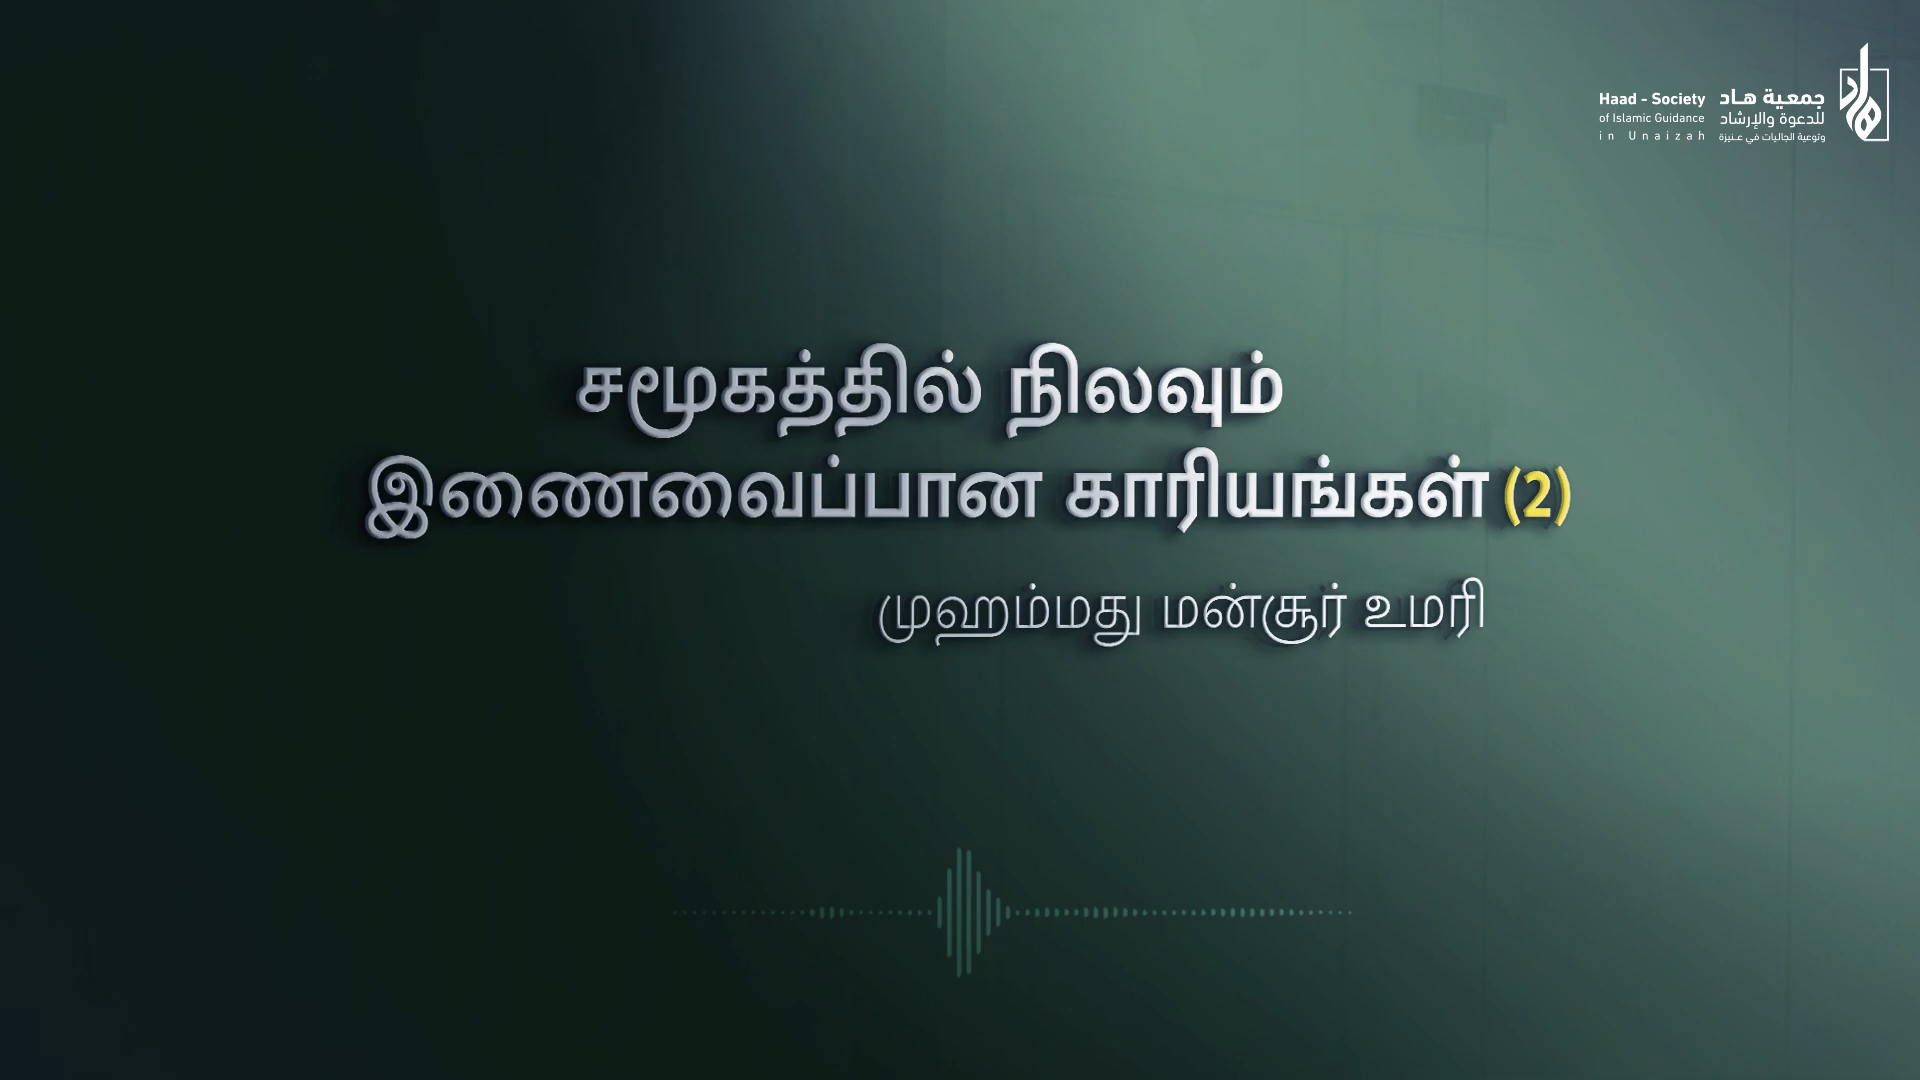 Haad - Society
of Islamic Guidance
in Unaizah
جمعية هاد
للدعوة والإرشاد
وتوعية الجاليات في عنيزة
சமூகத்தில் நிலவும்
இணைவைப்பான காரியங்கள் (2)
முஹம்மது மன்சூர் உமரி